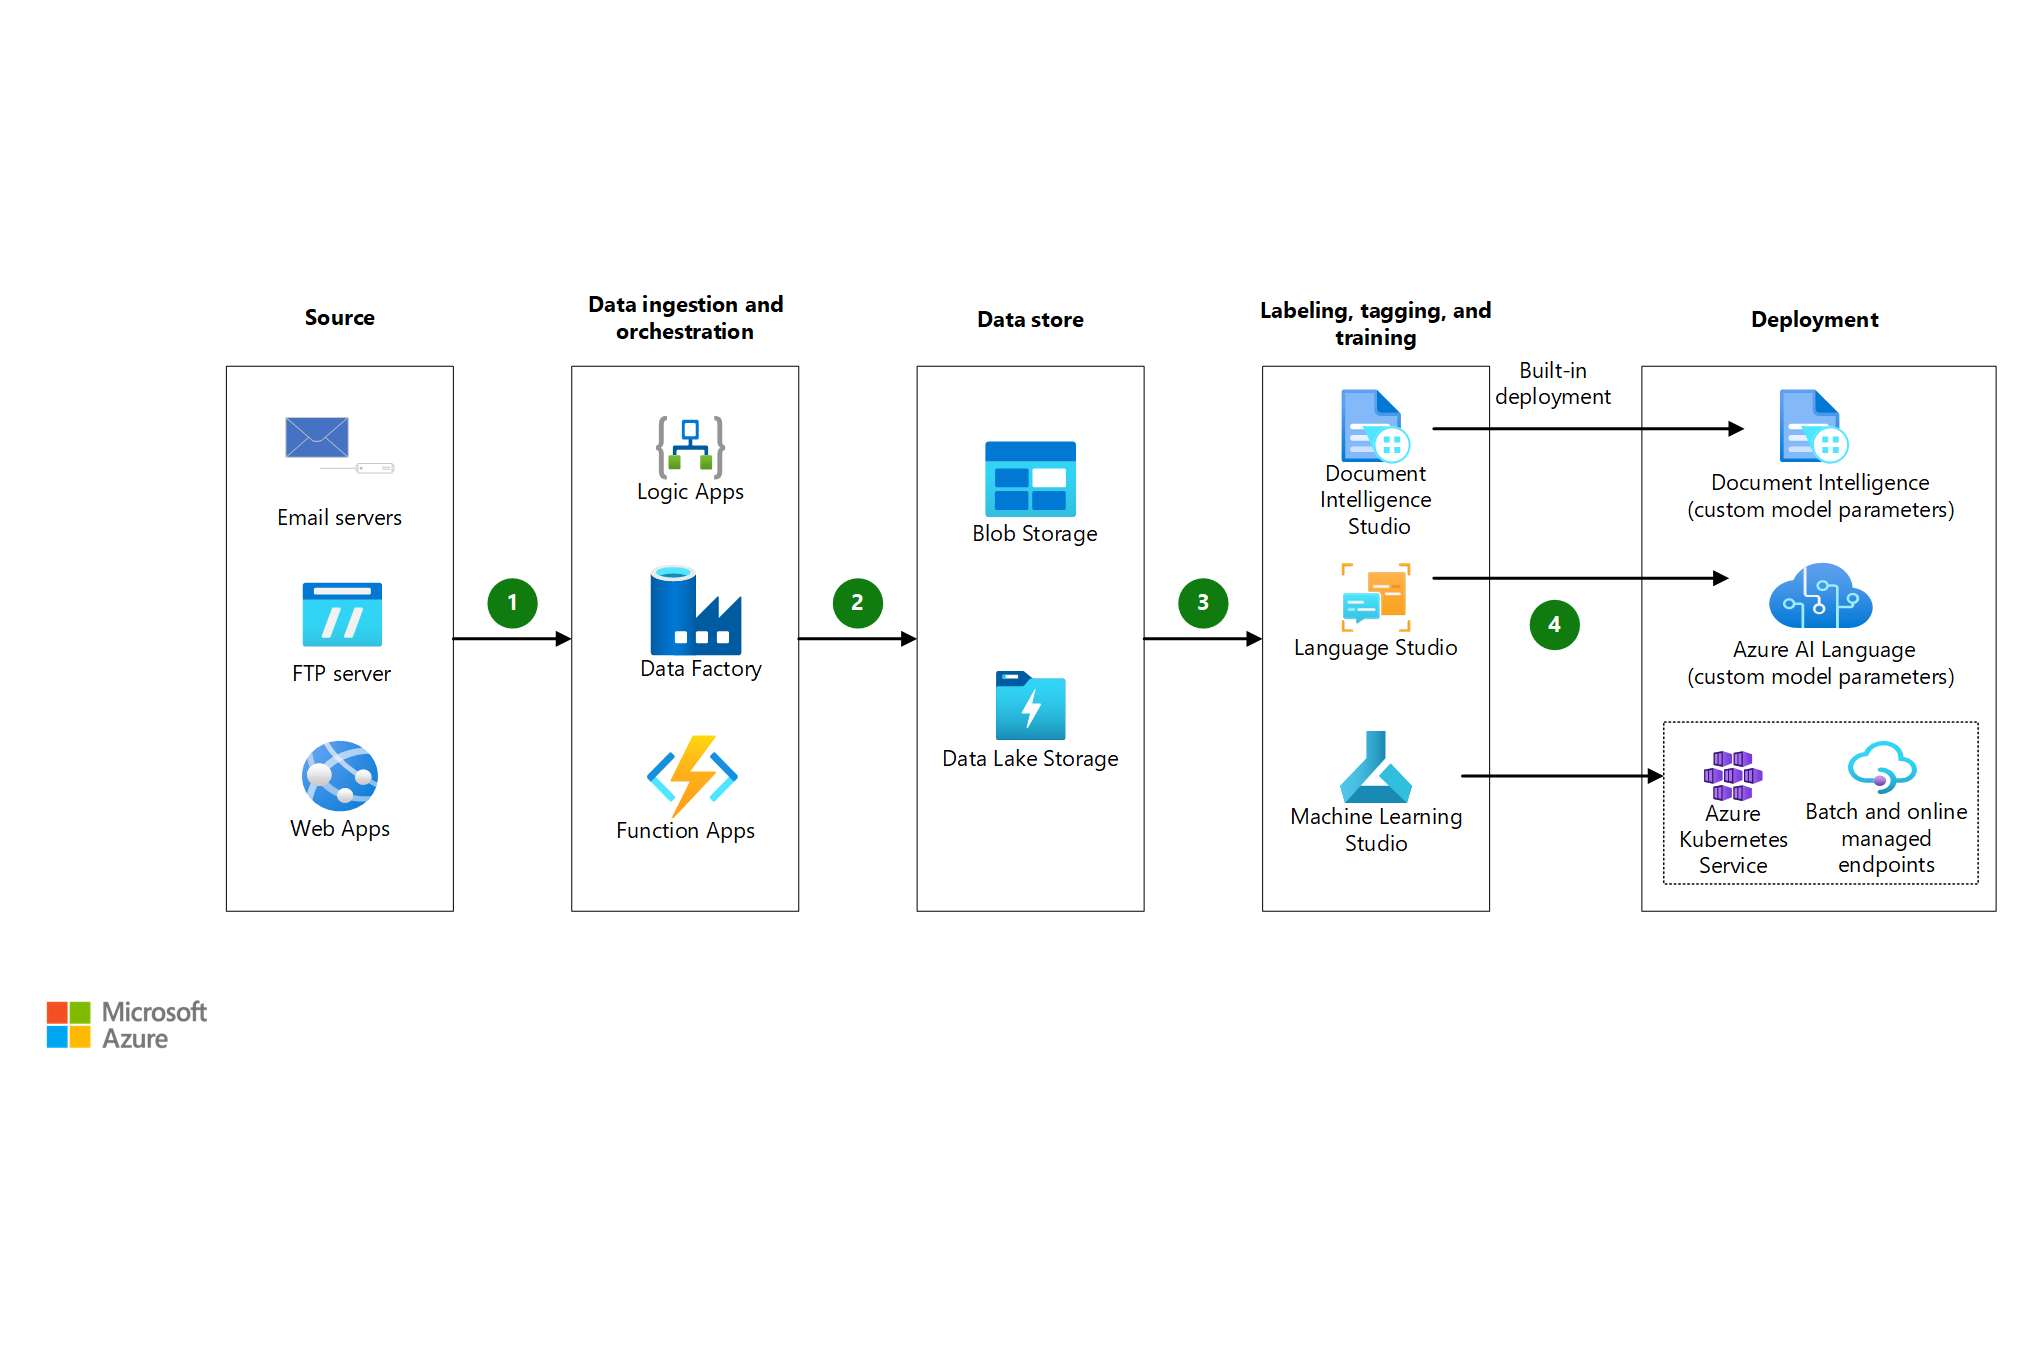 Source
Data ingestion and
orchestration
Data store
Labeling, tagging, and
training
Deployment
Email servers
FTP server
Web Apps
1
Logic Apps
Data Factory
Function Apps
2
Blob Storage
Data Lake Storage
3
Document
Intelligence
Studio
Language Studio
Machine Learning
Studio
Built-in
deployment
4
Document Intelligence
(custom model parameters)
Azure AI Language
(custom model parameters)
Azure
Kubernetes
Service
Batch and online
managed
endpoints
Microsoft
Azure